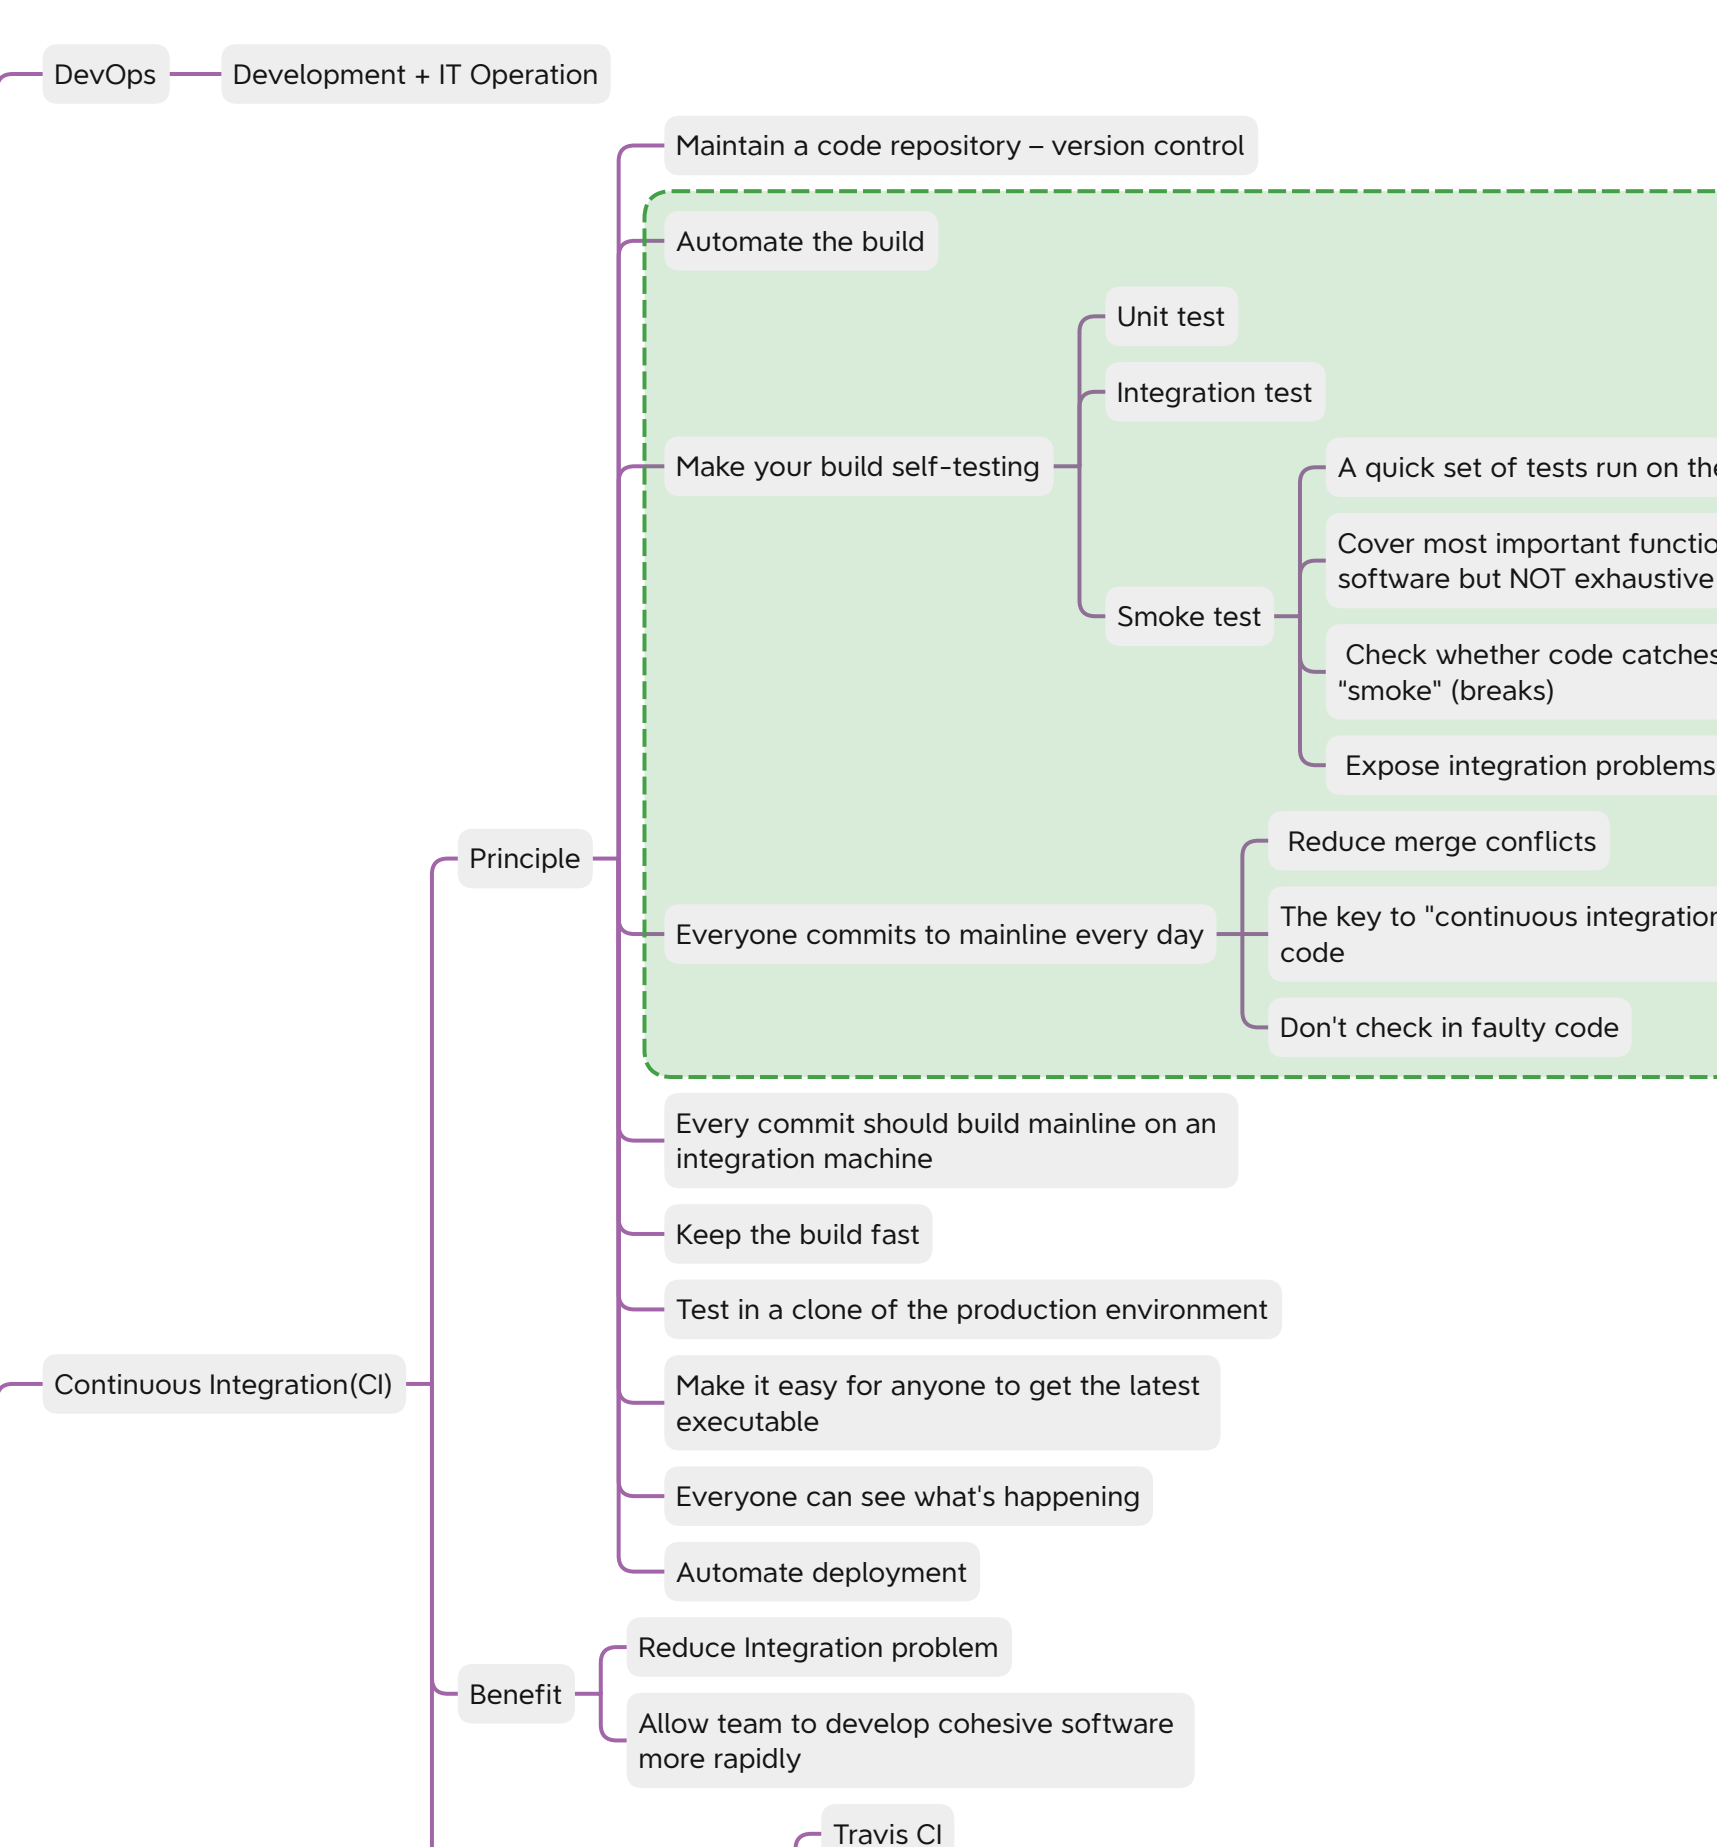 DevOps
Development + IT Operation
Maintain a code repository – version control
Automate the build
Unit test
Integration test
Make your build self-testing
A quick set of tests run on the
Cover most important functio
software but NOT exhaustive
Smoke test
Check whether code catches
“smoke" (breaks)
Expose integration problems
Reduce merge conflicts
Principle
The key to "continuous integration
code
Everyone commits to mainline every day
Don't check in faulty code
Every commit should build mainline on an
integration machine
Keep the build fast
Test in a clone of the production environment
Continuous Integration(CI)
Make it easy for anyone to get the latest
executable
Everyone can see what's happening
Automate deployment
Reduce Integration problem
Benefit
Allow team to develop cohesive software
more rapidly
Travis CI